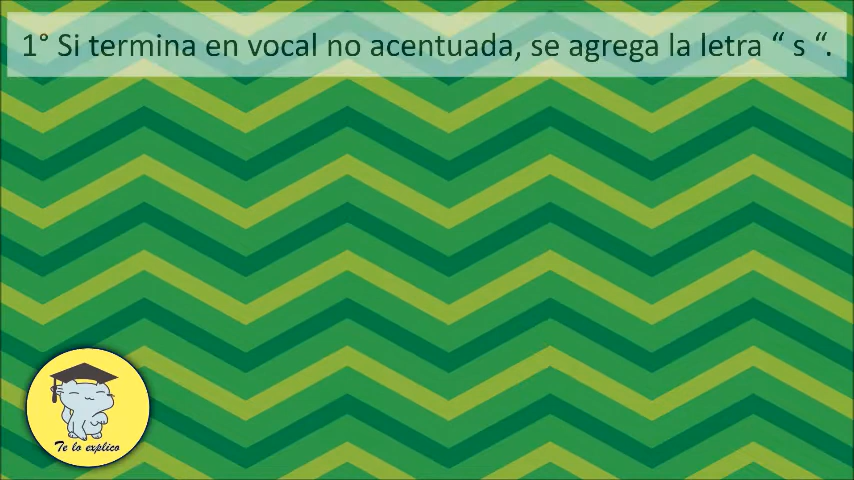 1° Si termina en vocal no acentuada, se agrega la letra “ s “.
Te lo explico